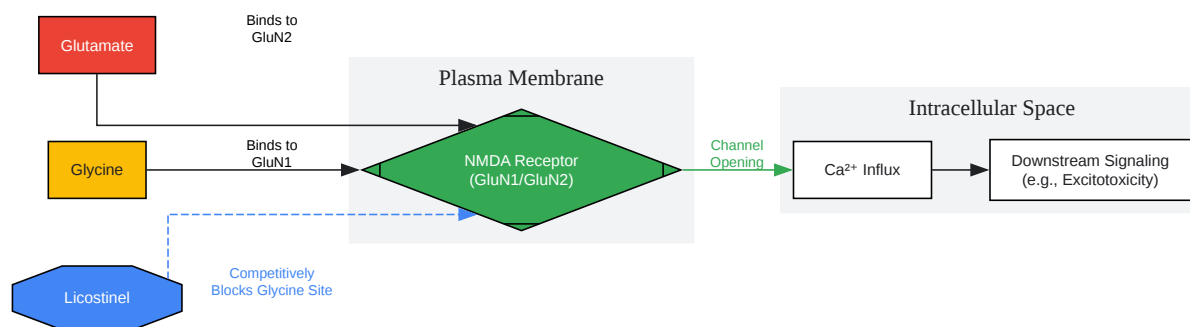 Binds to
GluN2
Glutamate
Plasma Membrane
Intracellular Space
Glycine
Binds to
GluN1
NMDA Receptor
(GluN1/GluN2)
Channel
Opening
Ca²⁺ Influx
Downstream Signaling
(e.g., Excitotoxicity)
Licostinel
Competitively
Blocks Glycine Site